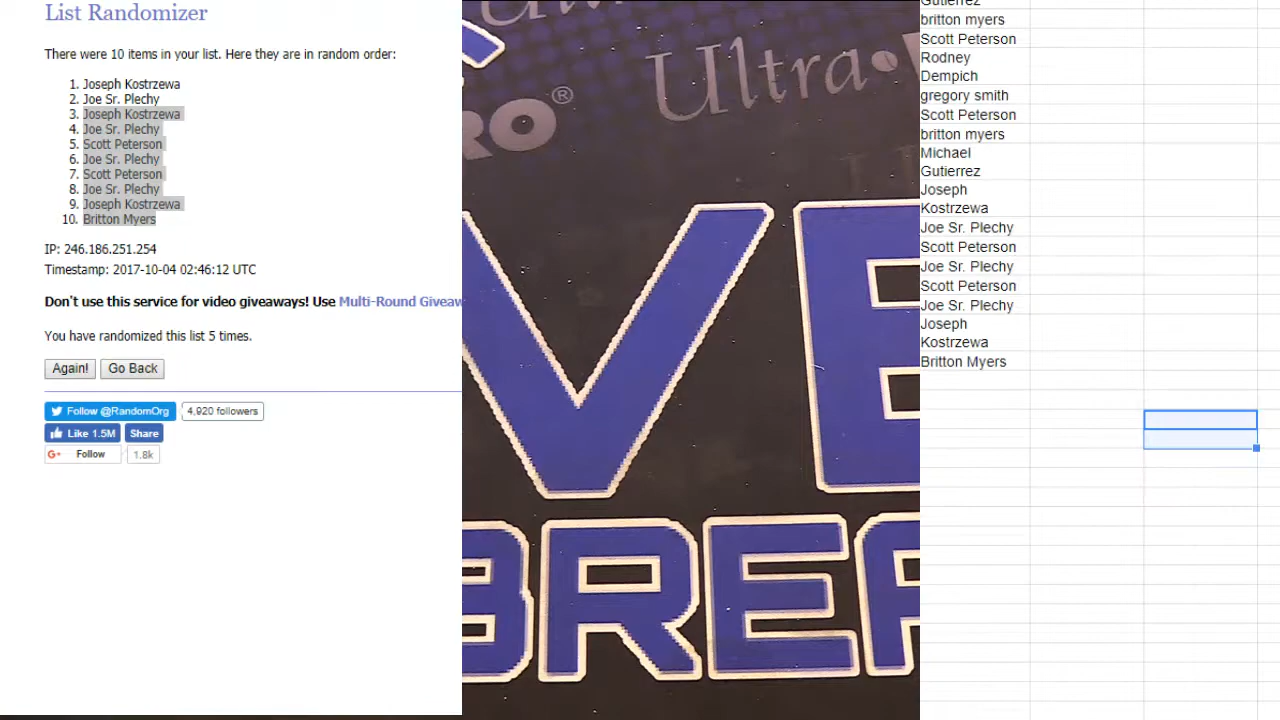 List Randomizer
There were 10 items in your list. Here they are in random order:
1. Joseph Kostrzewa
2. Joe Sr. Plechy
3. Joseph Kostrzewa
4. Joe Sr. Plechy
5. Scott Peterson
6. Joe Sr. Plechy
7. Scott Peterson
8. Joe Sr. Plechy
9. Joseph Kostrzewa
10. Britton Myers
IP: 246.186.251.254
Timestamp: 2017-10-04 02:46:12 UTC
Don't use this service for video giveaways! Use Multi-Round Giveaw
You have randomized this list 5 times.
Again! Go Back
Follow @RandomOrg 4,920 followers
Like 1.5M Share
G+ Follow 1.8k
Ultra•
RO®
VE
BREA
Gutierrez
britton myers
Scott Peterson
Rodney
Dempich
gregory smith
Scott Peterson
britton myers
Michael
Gutierrez
Joseph
Kostrzewa
Joe Sr. Plechy
Scott Peterson
Joe Sr. Plechy
Scott Peterson
Joe Sr. Plechy
Joseph
Kostrzewa
Britton Myers